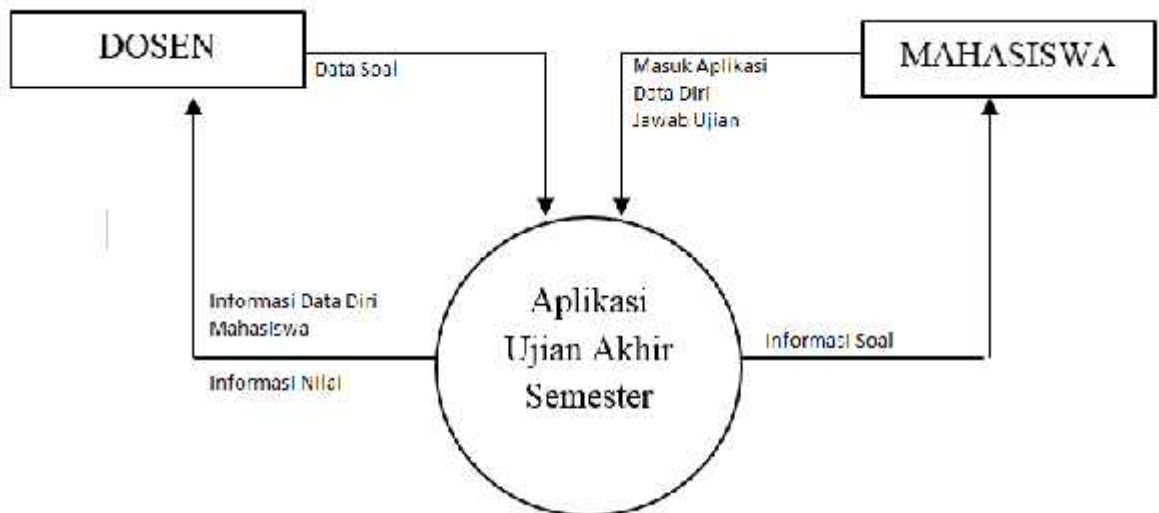 DOSEN
MAHASISWA
Data Soal
Masuk Aplikasi
Data Diri
Jawab Ujian
Informasi Data Diri
Mahasiswa
Informasi Nilai
Aplikasi
Ujian Akhir
Semester
Informasi Soal